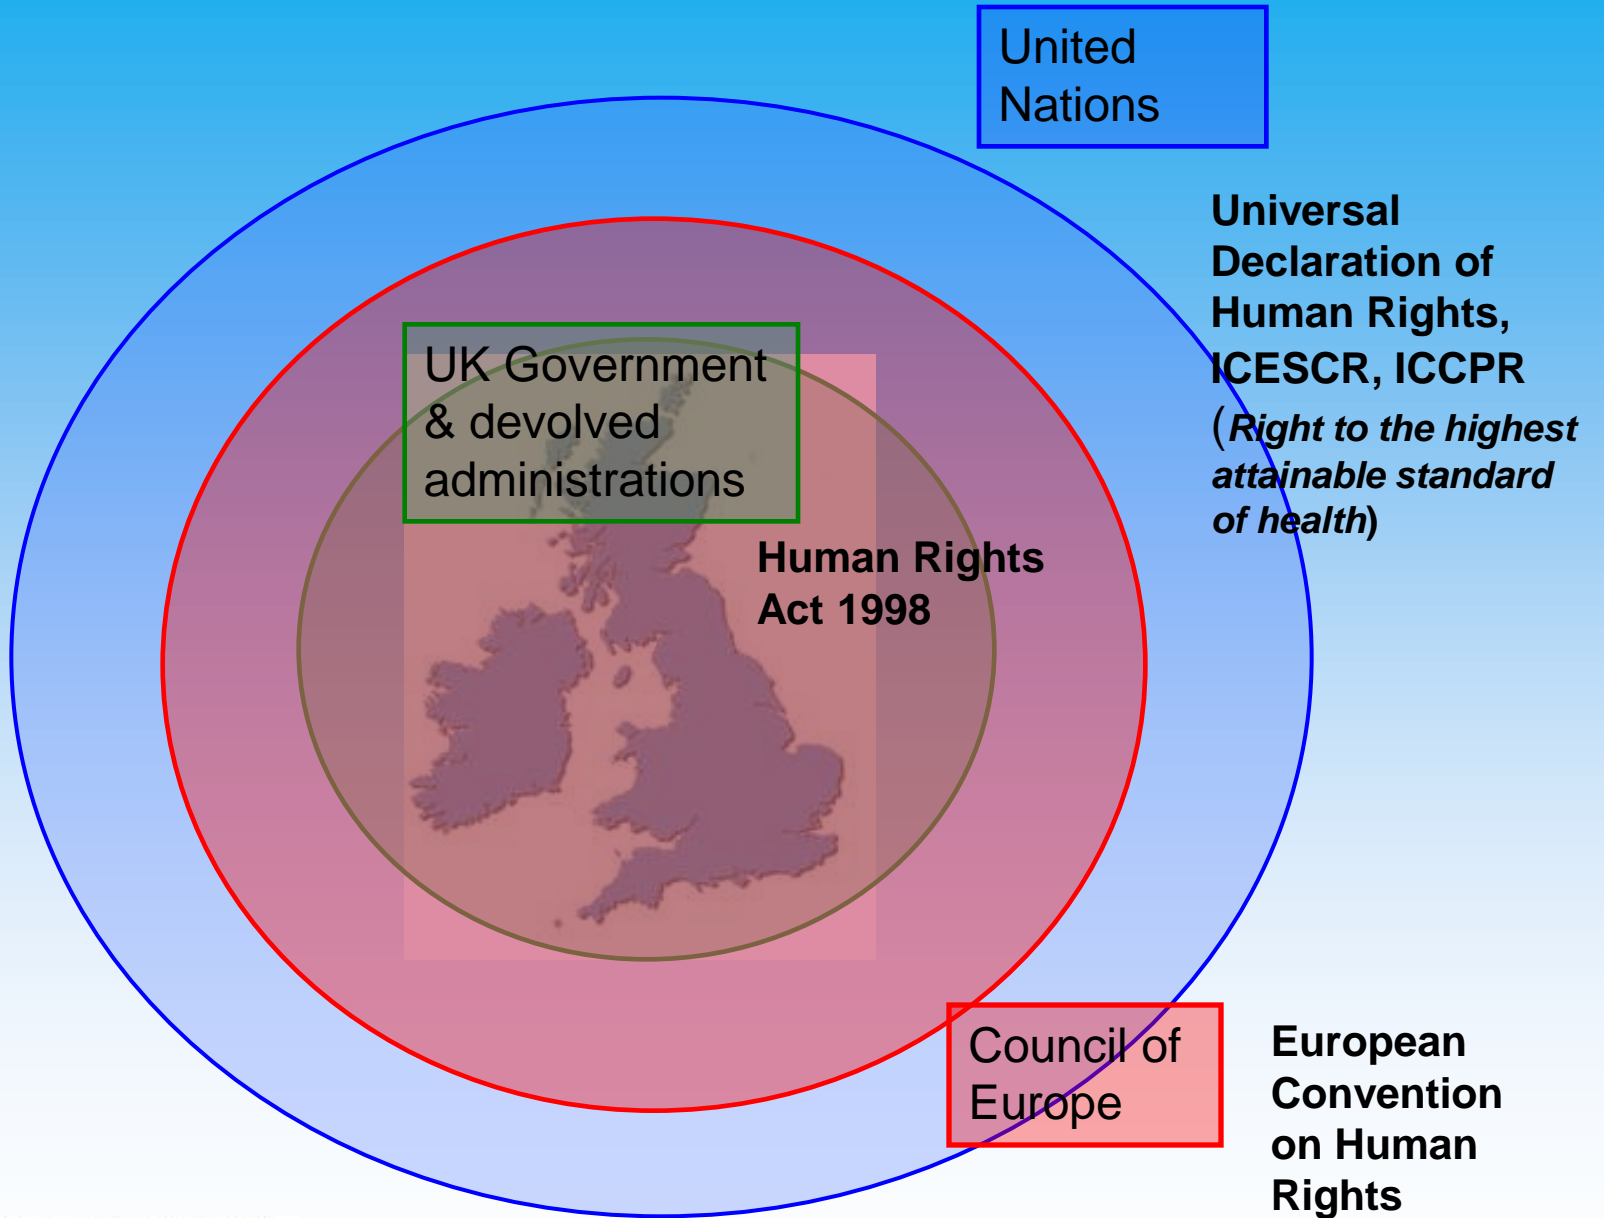 United
Nations
Universal
Declaration of
Human Rights,
ICESCR, ICCPR
(Right to the highest
attainable standard
of health)
UK Government
& devolved
administrations
Human Rights
Act 1998
Council of
Europe
European
Convention
on Human
Rights